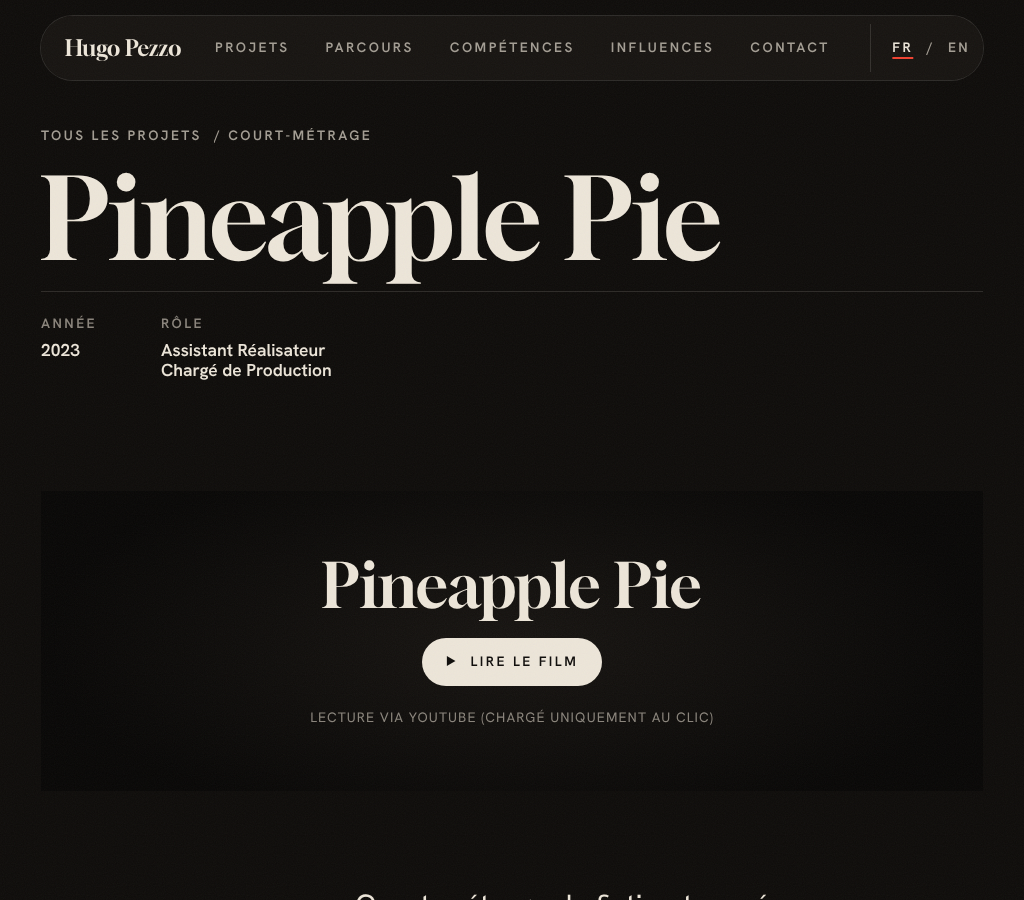 Hugo Pezzo PROJETS PARCOURS COMPÉTENCES INFLUENCES CONTACT FR / EN
TOUS LES PROJETS / COURT-MÉTRAGE
Pineapple Pie
ANNÉE RÔLE
2023 Assistant Réalisateur
Chargé de Production
Pineapple Pie
LIRE LE FILM
LECTURE VIA YOUTUBE (CHARGÉ UNIQUEMENT AU CLIC)